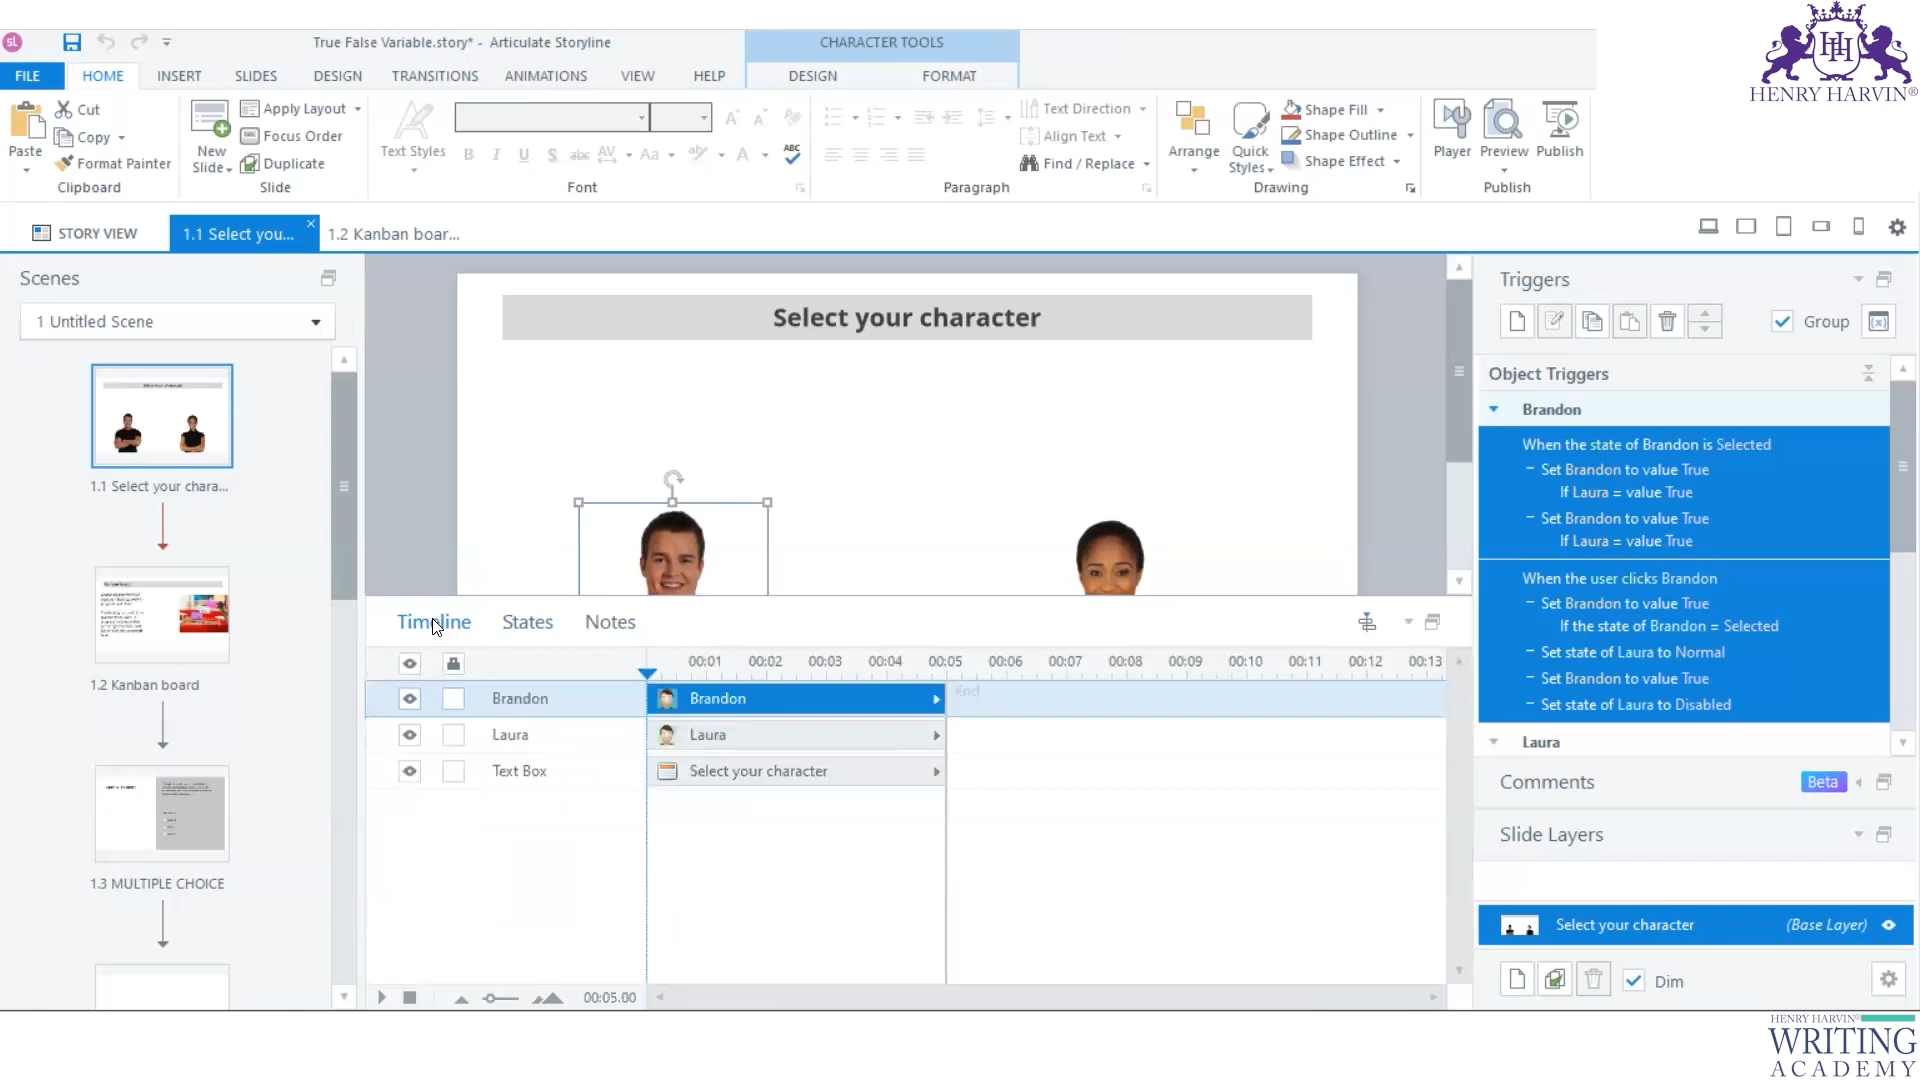 HENRY HARVIN®
True False Variable.story* - Articulate Storyline
CHARACTER TOOLS
FILE HOME INSERT SLIDES DESIGN TRANSITIONS ANIMATIONS VIEW HELP DESIGN FORMAT
Cut
Copy
Format Painter
Paste
Clipboard
New
Slide
Apply Layout
Focus Order
Duplicate
Slide
Text Styles
B I U S abc AV Aa A ABC
Font
Text Direction
Align Text
Find / Replace
Paragraph
Arrange
Quick
Styles
Shape Fill
Shape Outline
Shape Effect
Drawing
Player Preview Publish
Publish
STORY VIEW 1.1 Select you... 1.2 Kanban boar...
Scenes
1 Untitled Scene
1.1 Select your chara...
1.2 Kanban board
1.3 MULTIPLE CHOICE
Select your character
Timeline States Notes
00:01 00:02 00:03 00:04 00:05 00:06 00:07 00:08 00:09 00:10 00:11 00:12 00:13
Brandon Brandon End
Laura Laura
Text Box Select your character
00:05.00
Triggers
Group
Object Triggers
Brandon
When the state of Brandon is Selected
- Set Brandon to value True
If Laura = value True
- Set Brandon to value True
If Laura = value True
When the user clicks Brandon
- Set Brandon to value True
If the state of Brandon = Selected
- Set state of Laura to Normal
- Set Brandon to value True
- Set state of Laura to Disabled
Laura
Comments Beta
Slide Layers
Select your character (Base Layer)
Dim
HENRY HARVIN®
WRITING
ACADEMY